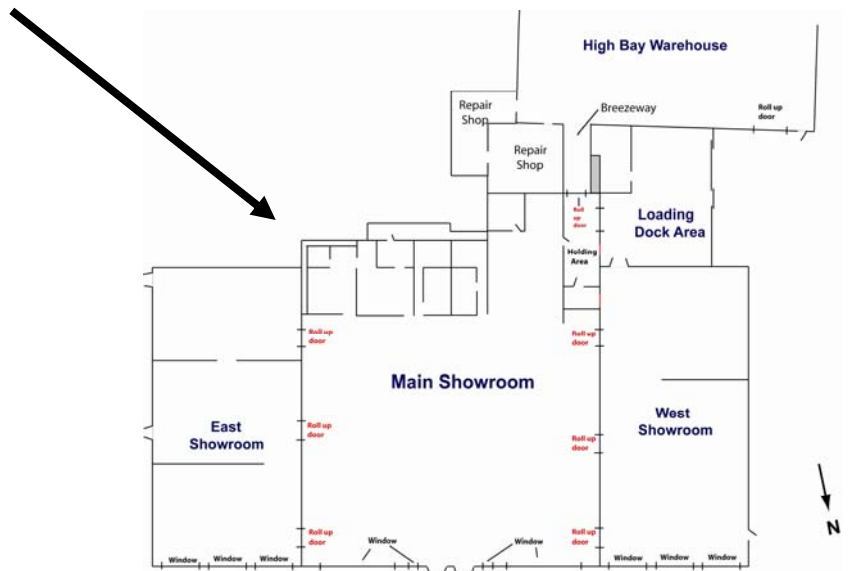 High Bay Warehouse
Repair
Shop
Breezeway
Roll up
door
Repair
Shop
Roll
up
door
Loading
Dock Area
Holding
Area
Roll up
door
Roll up
door
Main Showroom
East
Showroom
Roll up
door
West
Showroom
Roll up
door
N
Roll up
door
Window
Window
Roll up
door
Window
Window
Window
Window
Window
Window